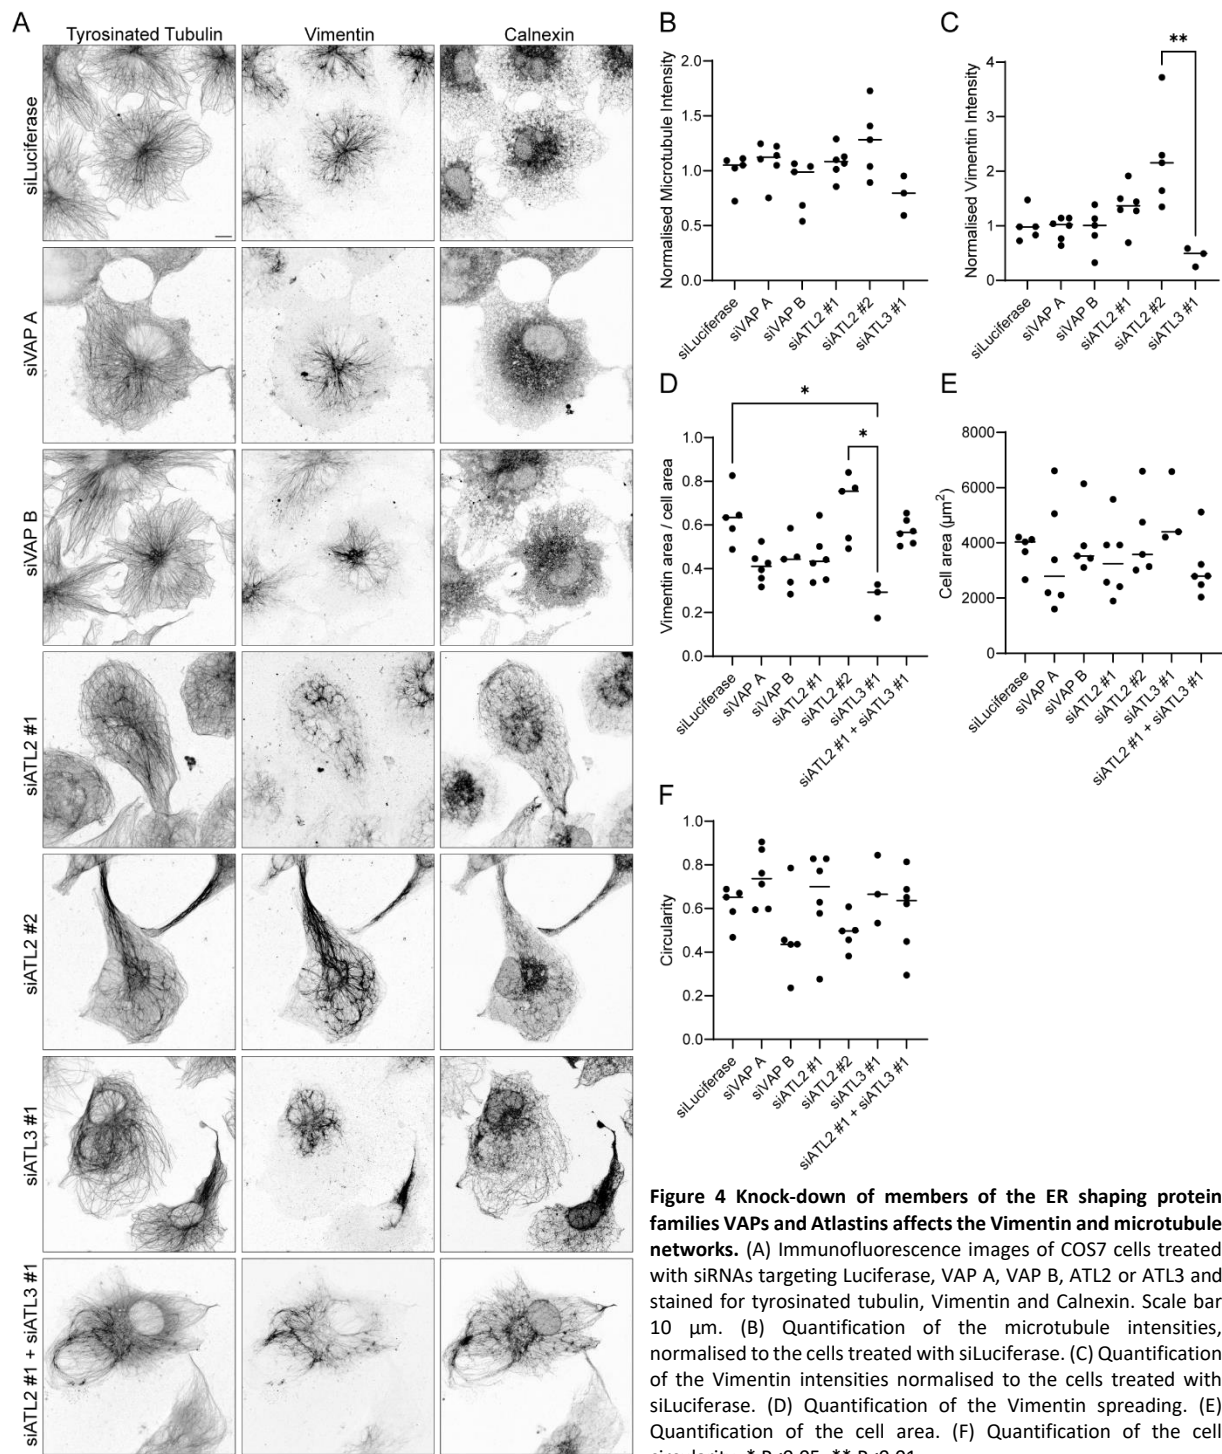 A
Tyrosinated Tubulin
Vimentin
Calnexin
siLuciferase
siVAP A
siVAP B
siATL2 #1
siATL2 #2
siATL3 #1
siATL2 #1 + siATL3 #1
B
Normalised Microtubule Intensity
2.0
1.5
1.0
0.5
0.0
siLuciferase
siVAP A
siVAP B
siATL2 #1
siATL2 #2
siATL3 #1
C
Normalised Vimentin Intensity
4
3
2
1
0
**
siLuciferase
siVAP A
siVAP B
siATL2 #1
siATL2 #2
siATL3 #1
D
Vimentin area / cell area
1.0
0.8
0.6
0.4
0.2
0.0
*
*
siLuciferase
siVAP A
siVAP B
siATL2 #1
siATL2 #2
siATL3 #1
siATL2 #1 + siATL3 #1
E
Cell area (µm²)
8000
6000
4000
2000
0
siLuciferase
siVAP A
siVAP B
siATL2 #1
siATL2 #2
siATL3 #1
siATL2 #1 + siATL3 #1
F
Circularity
1.0
0.8
0.6
0.4
0.2
0.0
siLuciferase
siVAP A
siVAP B
siATL2 #1
siATL2 #2
siATL3 #1
siATL2 #1 + siATL3 #1
Figure 4 Knock-down of members of the ER shaping protein
families VAPs and Atlastins affects the Vimentin and microtubule
networks. (A) Immunofluorescence images of COS7 cells treated
with siRNAs targeting Luciferase, VAP A, VAP B, ATL2 or ATL3 and
stained for tyrosinated tubulin, Vimentin and Calnexin. Scale bar
10 µm. (B) Quantification of the microtubule intensities,
normalised to the cells treated with siLuciferase. (C) Quantification
of the Vimentin intensities normalised to the cells treated with
siLuciferase. (D) Quantification of the Vimentin spreading. (E)
Quantification of the cell area. (F) Quantification of the cell